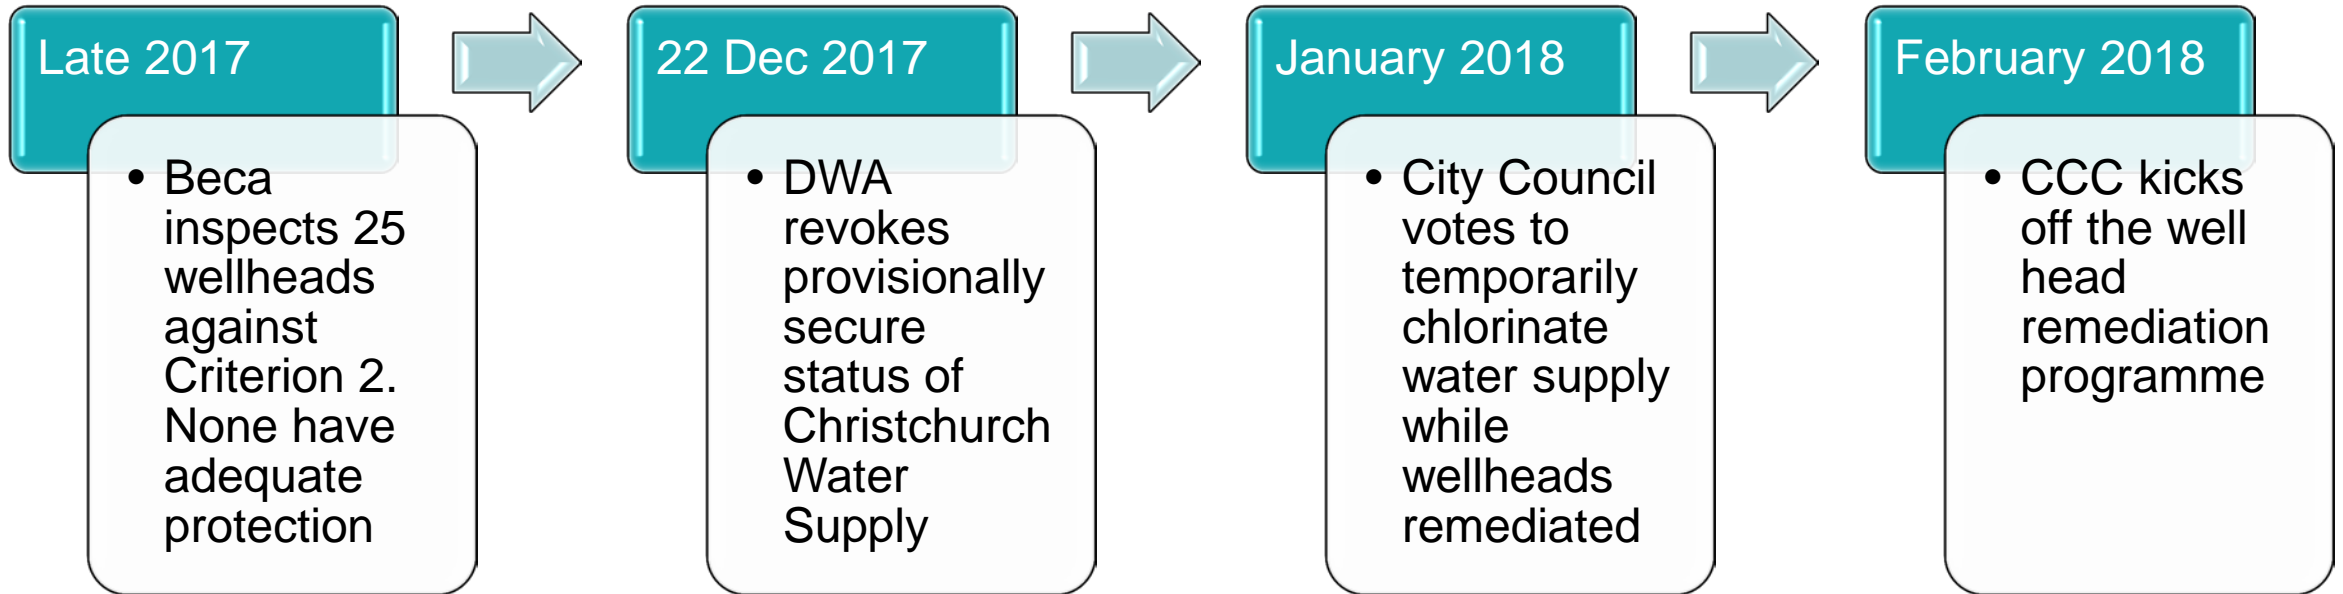 Late 2017
• Beca
inspects 25
wellheads
against
Criterion 2.
None have
adequate
protection
22 Dec 2017
• DWA
revokes
provisionally
secure
status of
Christchurch
Water
Supply
January 2018
• City Council
votes to
temporarily
chlorinate
water supply
while
wellheads
remediated
February 2018
• CCC kicks
off the well
head
remediation
programme